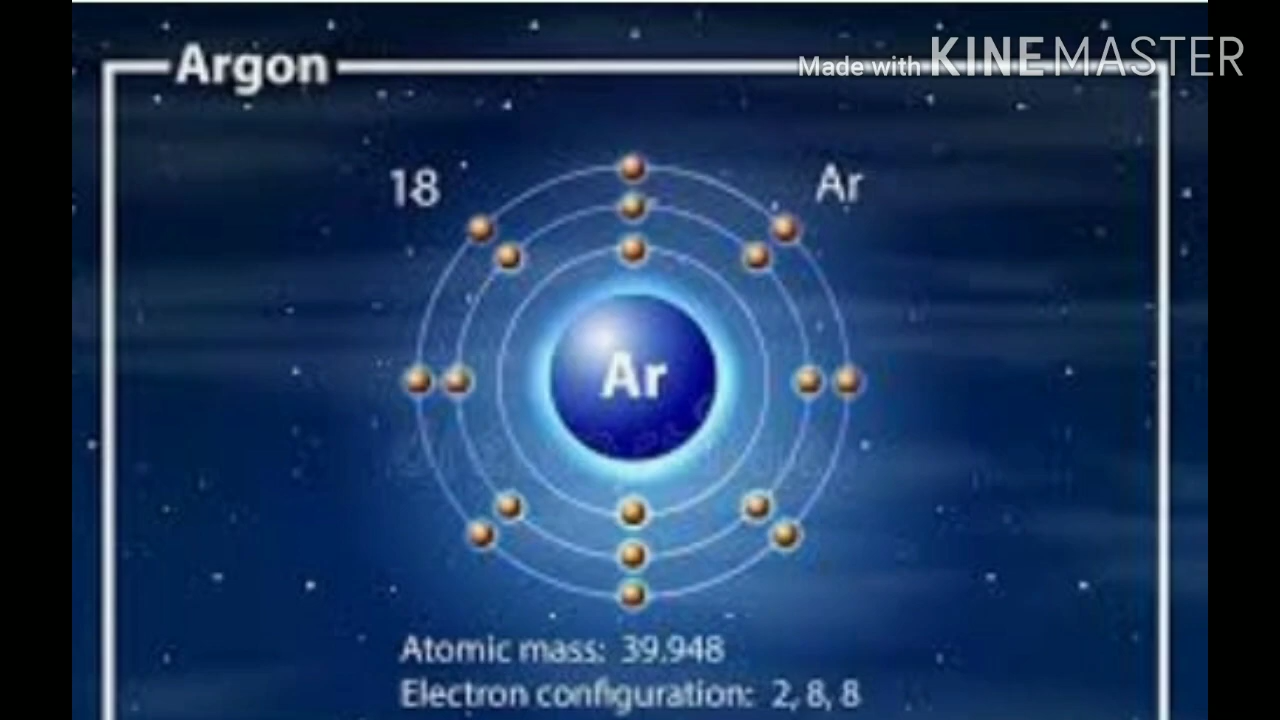 Argon
Made with KINEMASTER
18
Ar
Ar
Atomic mass: 39.948
Electron configuration: 2, 8, 8